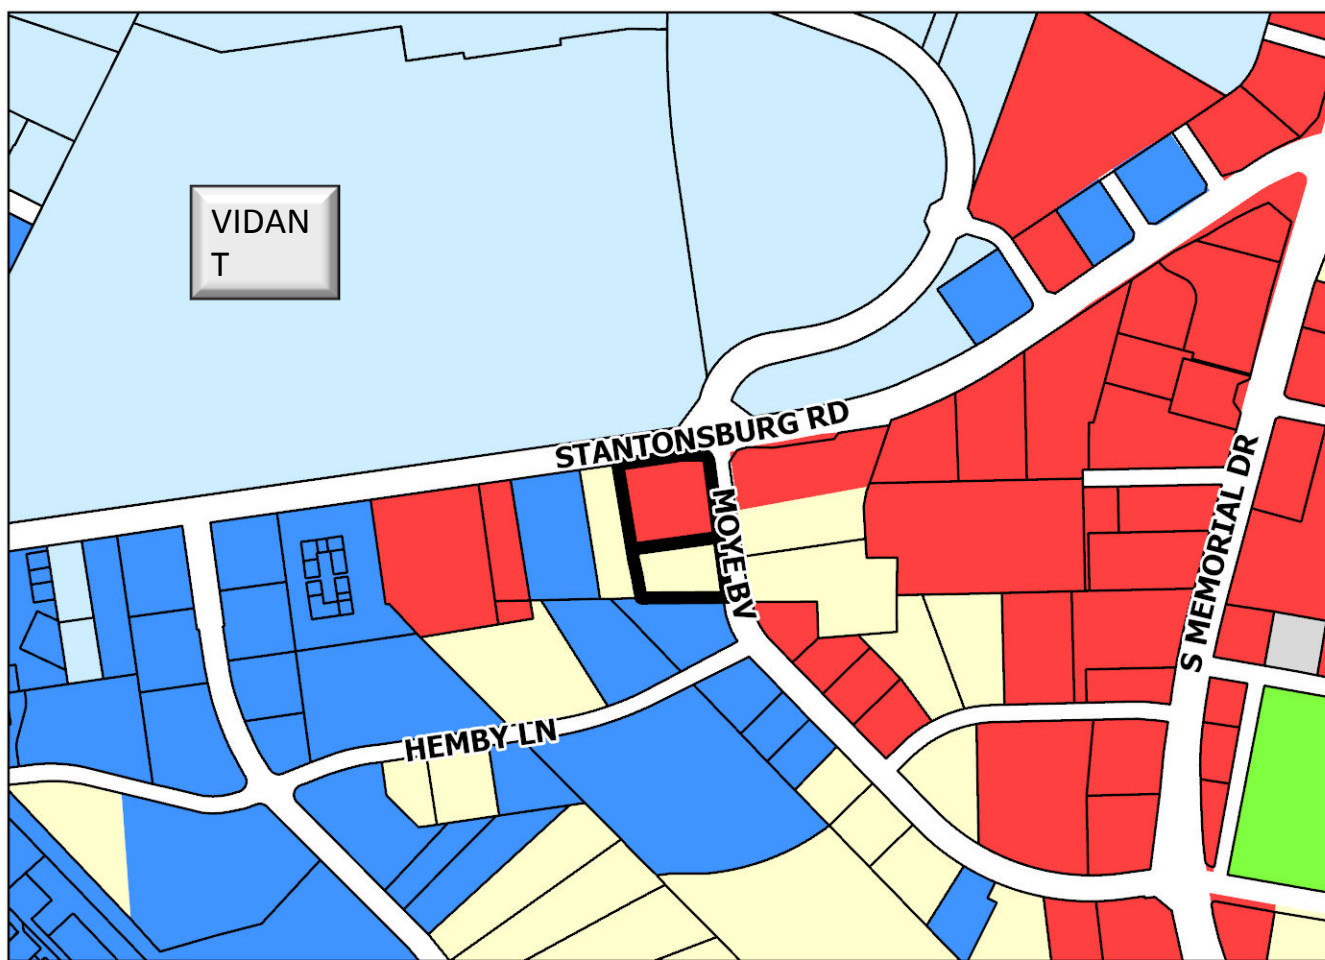 VIDAN
T
STANTONSBURG RD
MOYE BV
S MEMORIAL DR
HEMBY LN